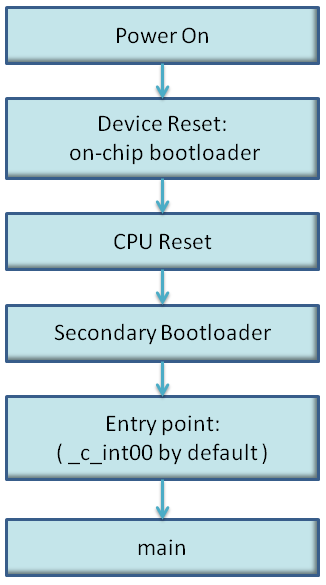 Power On
Device Reset:
on-chip bootloader
CPU Reset
Secondary Bootloader
Entry point:
( _c_int00 by default )
main